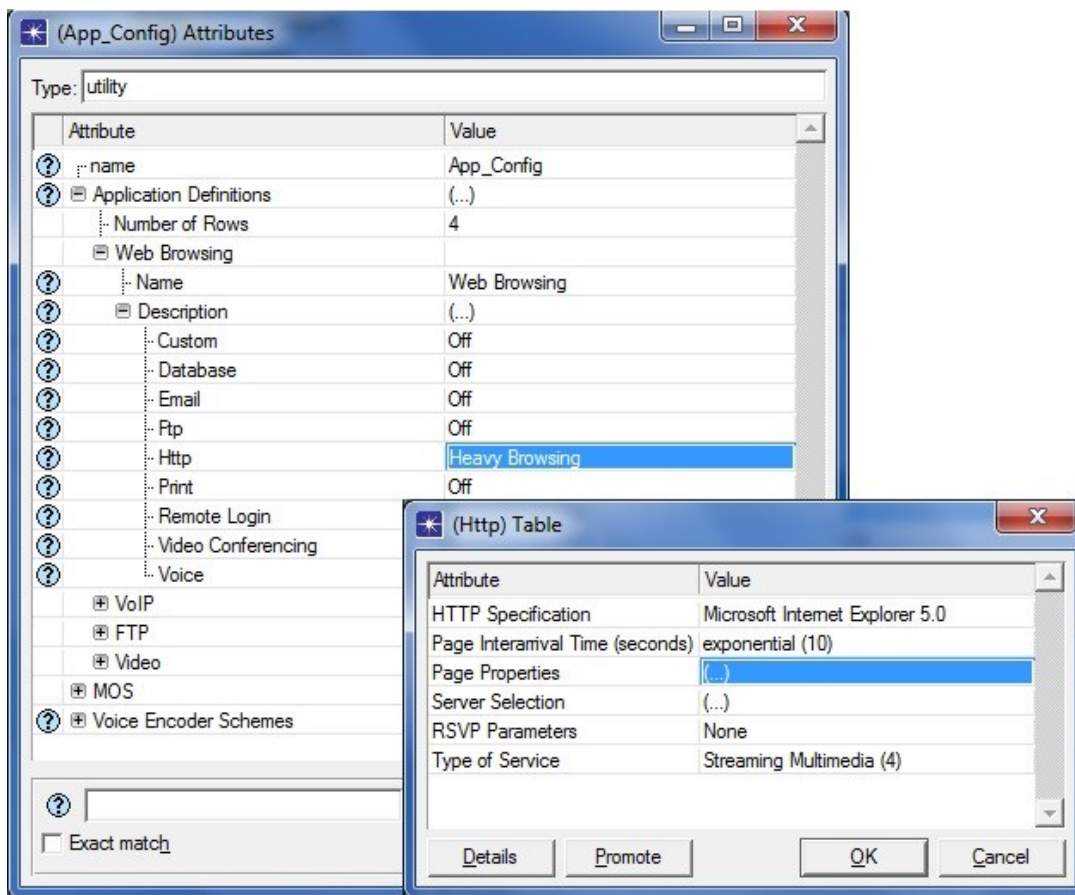 (App_Config) Attributes
Type: utility
Attribute Value
name App_Config
Application Definitions (...)
Number of Rows 4
Web Browsing
Name Web Browsing
Description (...)
Custom Off
Database Off
Email Off
Ftp Off
Http Heavy Browsing
Print Off
Remote Login
Video Conferencing
Voice
VoIP
FTP
Video
MOS
Voice Encoder Schemes
Exact match
(Http) Table
Attribute Value
HTTP Specification Microsoft Internet Explorer 5.0
Page Interarrival Time (seconds) exponential (10)
Page Properties (...)
Server Selection (...)
RSVP Parameters None
Type of Service Streaming Multimedia (4)
Details Promote OK Cancel